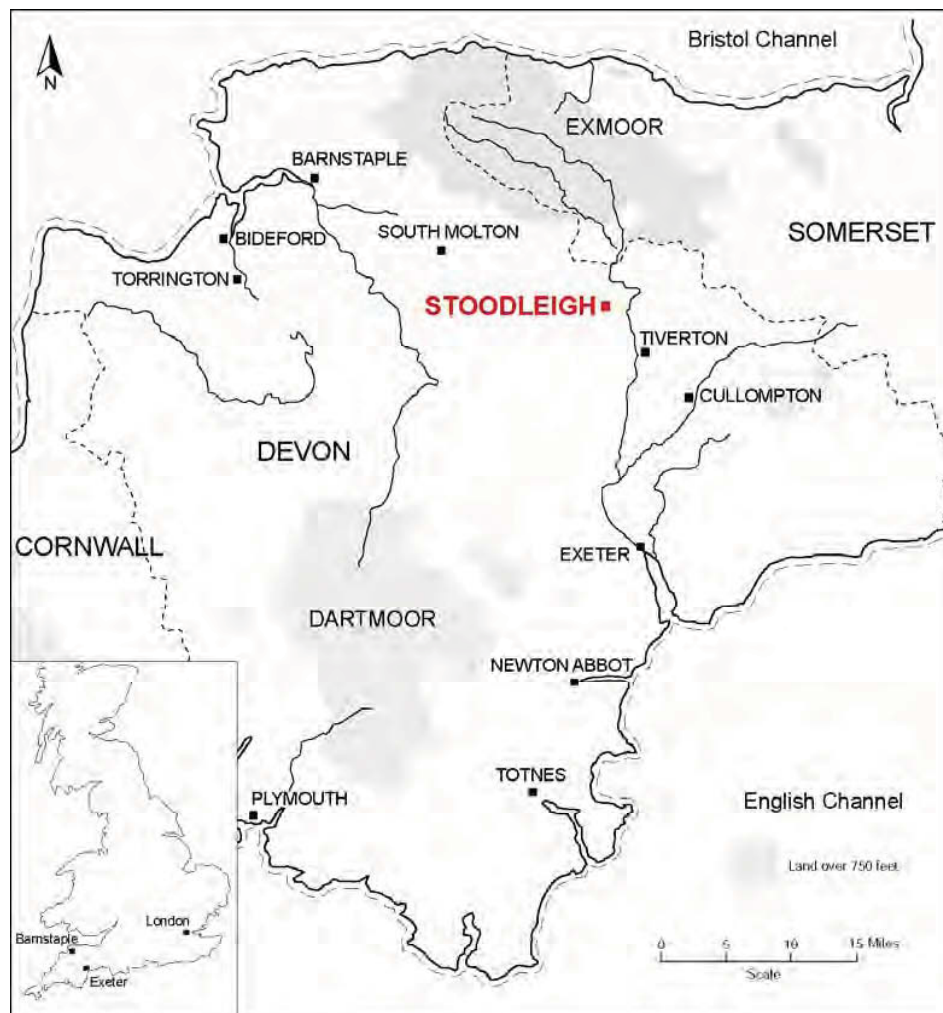 Bristol Channel
N
EXMOOR
BARNSTAPLE
SOUTH MOLTON
SOMERSET
BIDEFORD
TORRINGTON
STOODLEIGH
TIVERTON
CULLOMPTON
DEVON
CORNWALL
EXETER
DARTMOOR
NEWTON ABBOT
TOTNES
PLYMOUTH
English Channel
Land over 750 feet
London
Barnstaple
Exeter
0 5 10 15 Miles
Scale